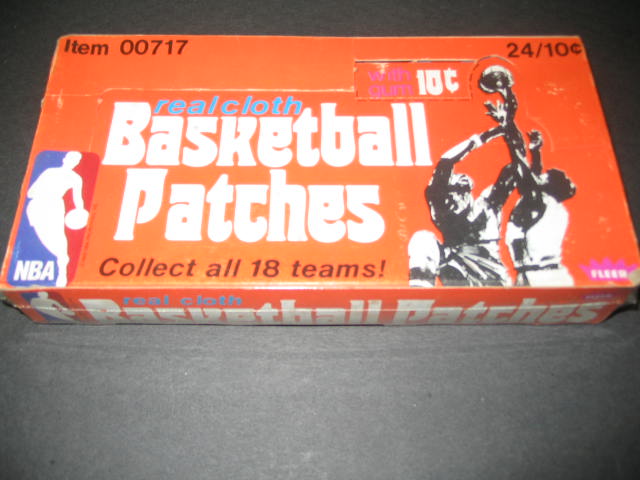 Item 00717
24/10¢
with gum 10¢
real cloth
Basketball
Patches
Collect all 18 teams!
NBA
FLEER
real cloth
Basketball Patches